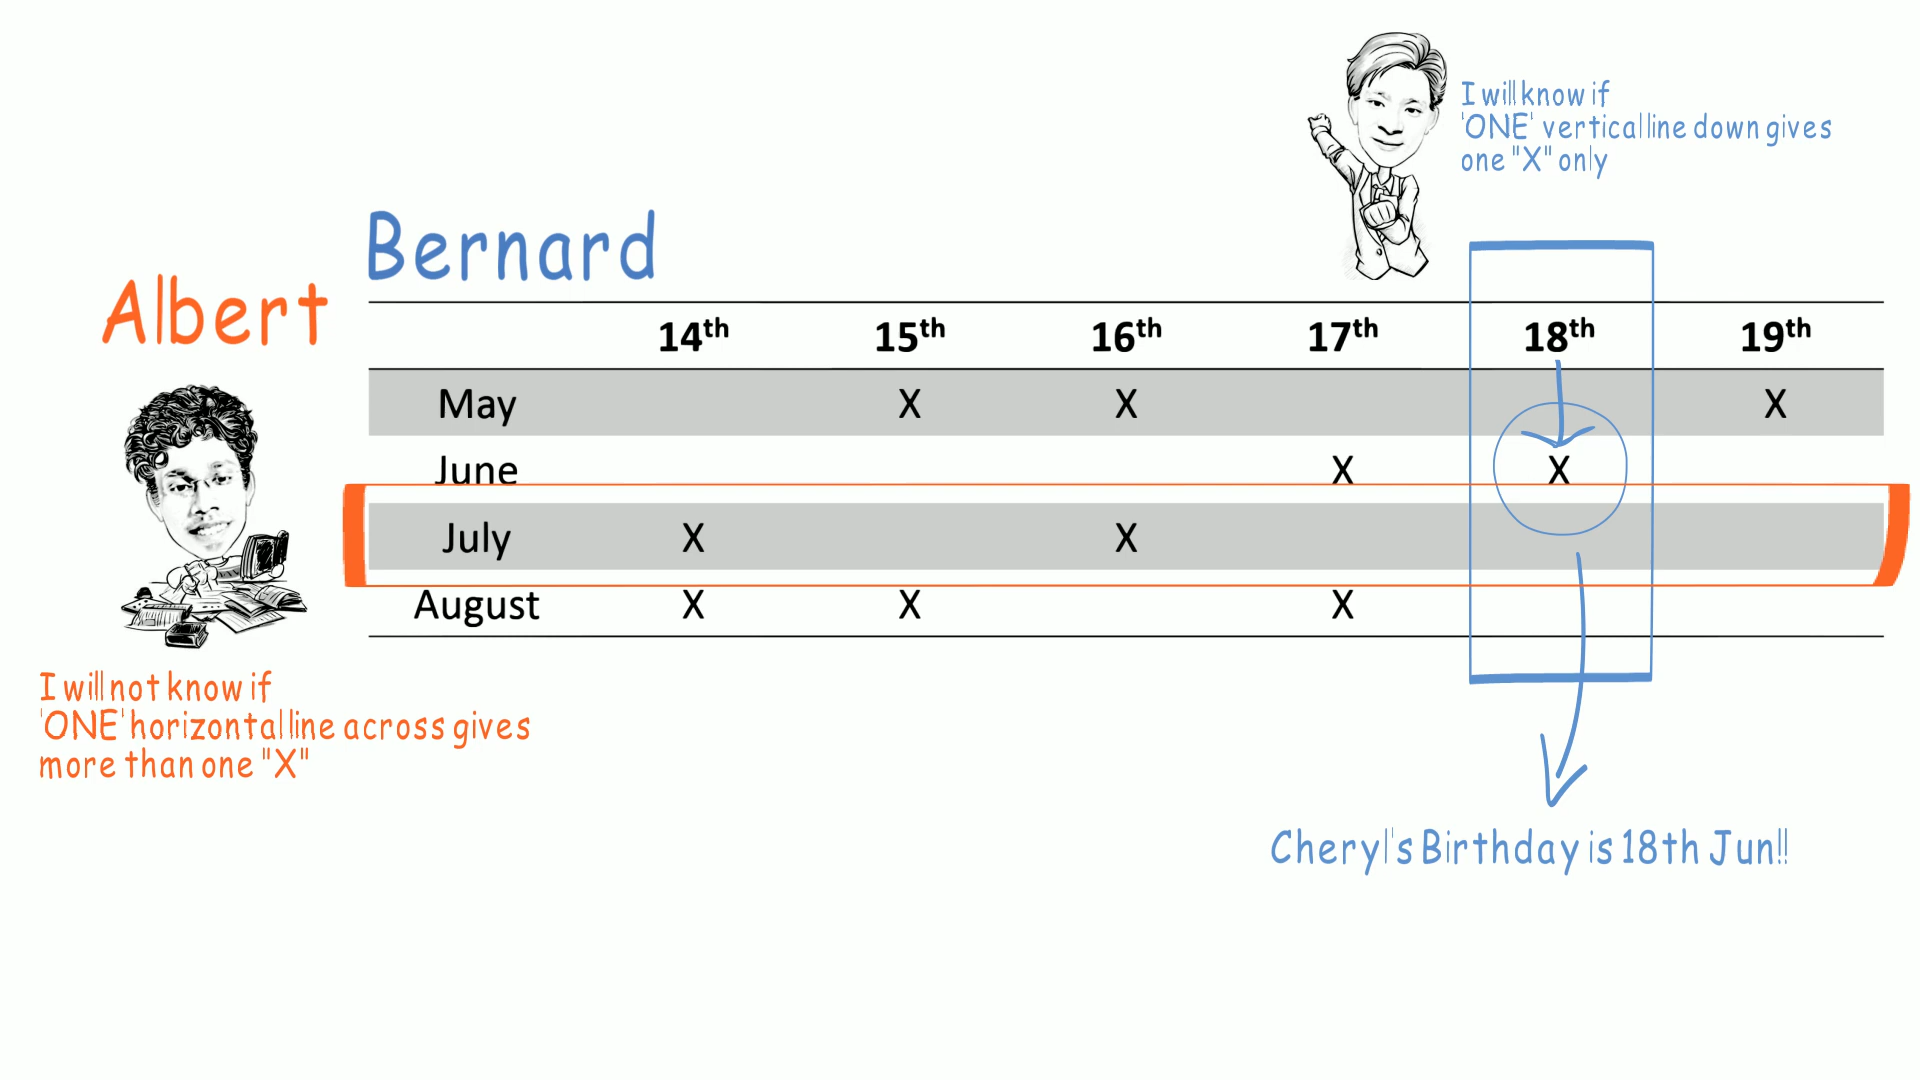 I will know if
'ONE' vertical line down gives
one "X" only
Bernard
Albert
14th 15th 16th 17th 18th 19th
May X X X
June X X
July X X
August X X X
I will not know if
'ONE' horizontal line across gives
more than one "X"
Cheryl's Birthday is 18th Jun!!